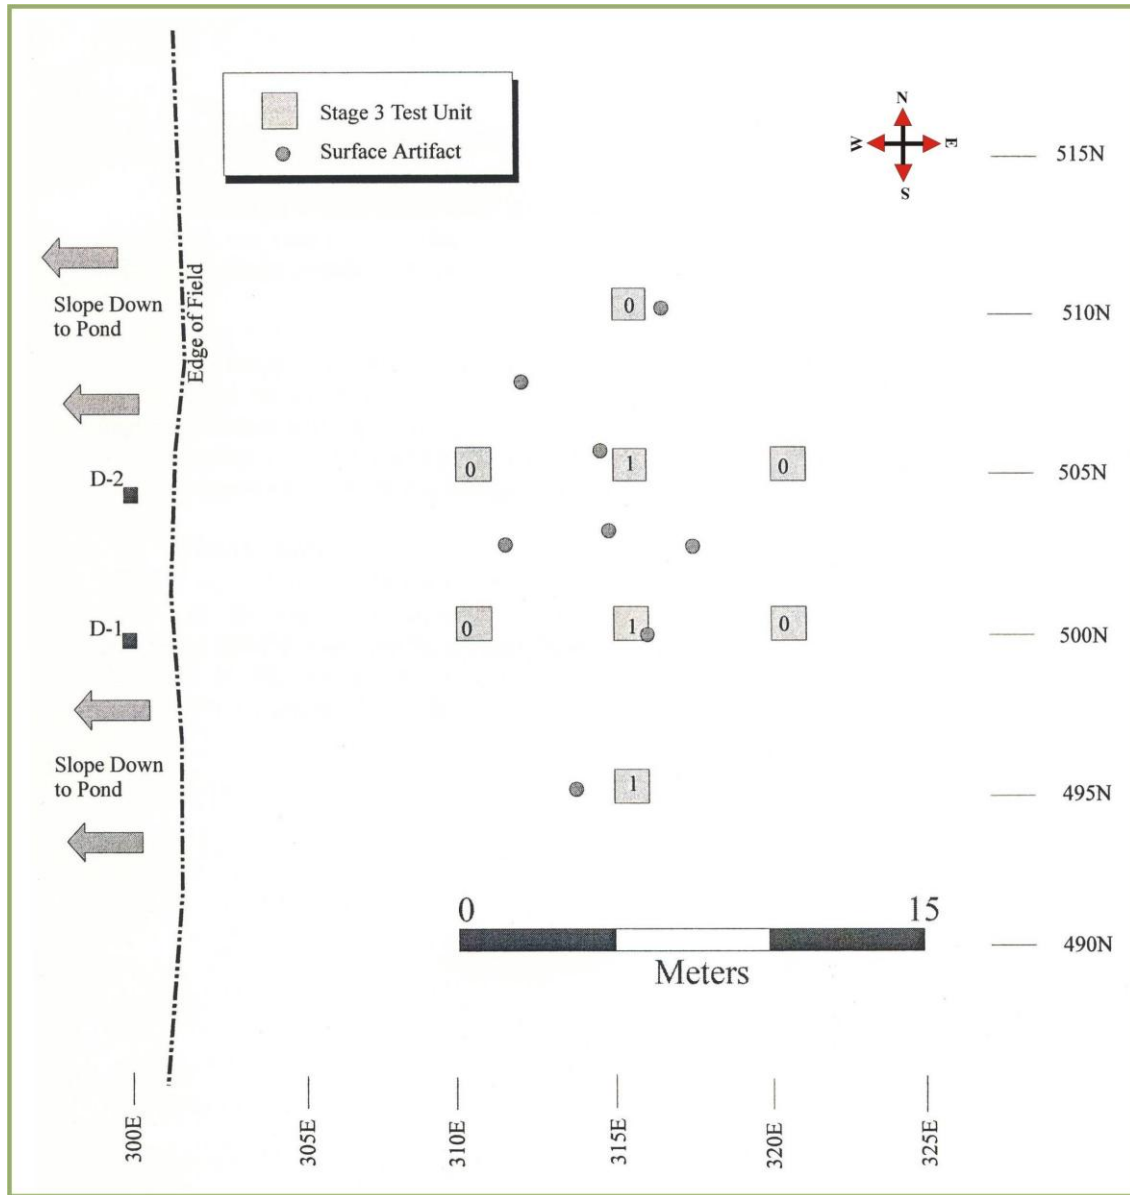 Stage 3 Test Unit
Surface Artifact
N
W
E
S
515N
Slope Down
to Pond
Edge of Field
0
510N
D-2
0
1
0
505N
D-1
0
1
0
500N
Slope Down
to Pond
1
495N
0
15
Meters
490N
300E
305E
310E
315E
320E
325E